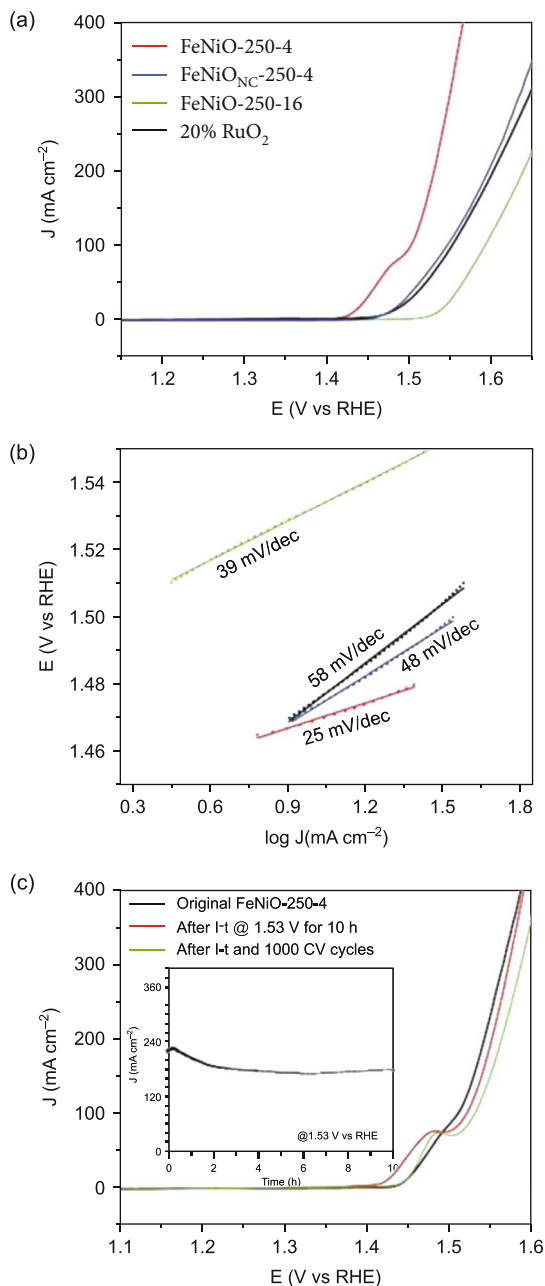 (a)
400
300
200
100
0
J (mA cm⁻²)
FeNiO-250-4
FeNiO_NC-250-4
FeNiO-250-16
20% RuO₂
1.2 1.3 1.4 1.5 1.6
E (V vs RHE)
(b)
1.54
1.52
1.50
1.48
1.46
E (V vs RHE)
39 mV/dec
58 mV/dec
48 mV/dec
25 mV/dec
0.3 0.6 0.9 1.2 1.5 1.8
log J(mA cm⁻²)
(c)
400
300
200
100
0
J (mA cm⁻²)
Original FeNiO-250-4
After I-t @ 1.53 V for 10 h
After I-t and 1000 CV cycles
360
240
120
0
J (mA cm⁻²)
@1.53 V vs RHE
0 2 4 6 8 10
Time (h)
1.1 1.2 1.3 1.4 1.5 1.6
E (V vs RHE)